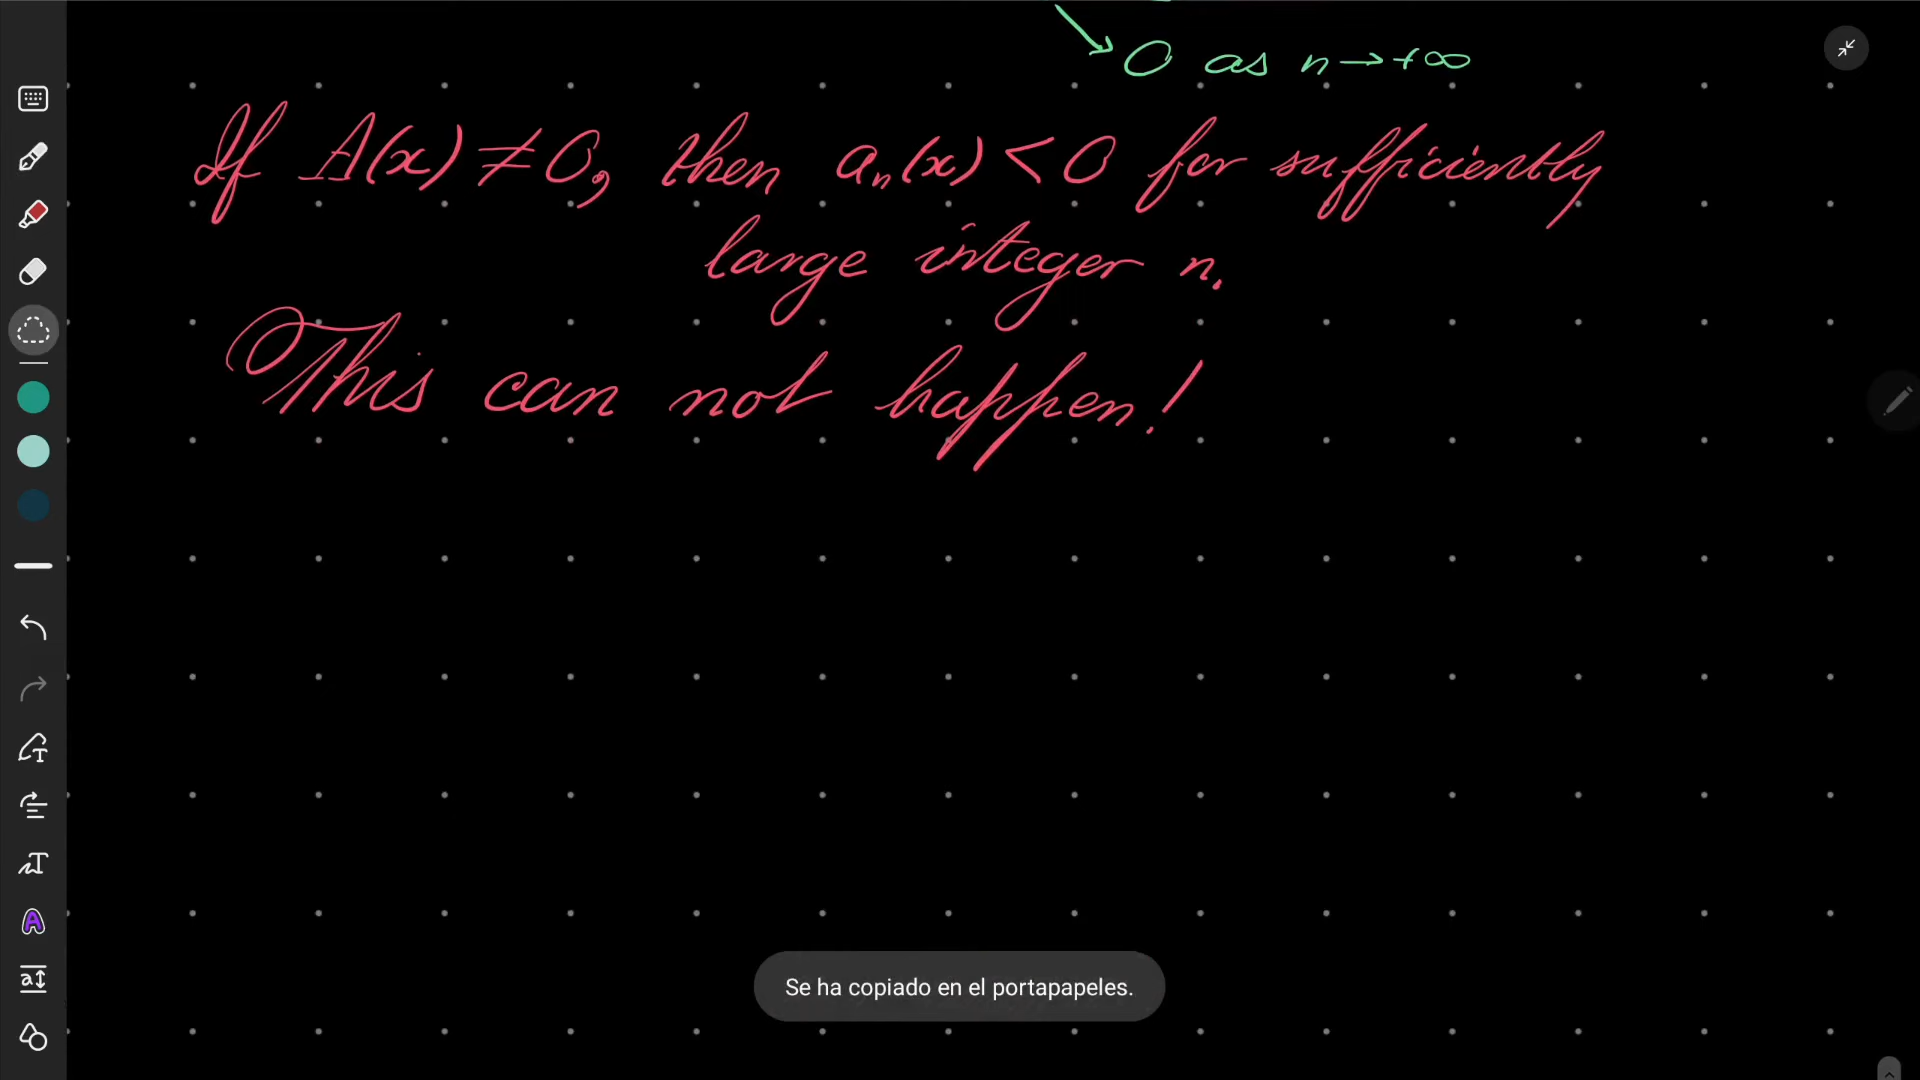 0 as n → +∞
If A(x) ≠ 0, then aₙ(x) < 0 for sufficiently
large integer n.
This can not happen!
Se ha copiado en el portapapeles.